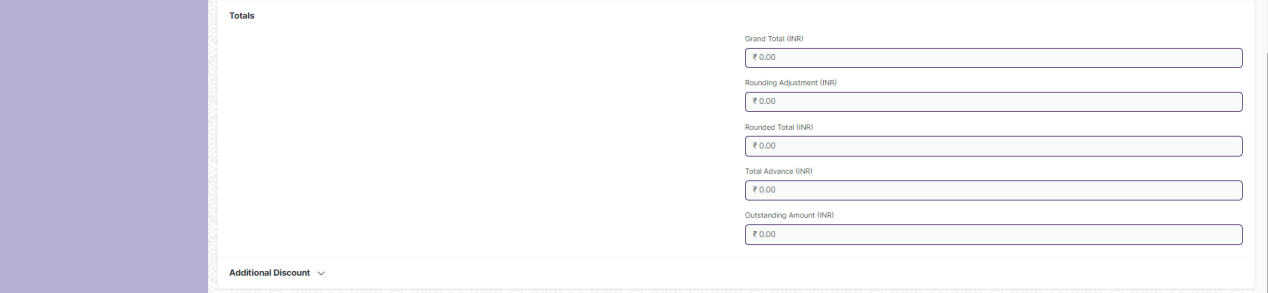 Totals
Grand Total (INR)
₹ 0.00
Rounding Adjustment (INR)
₹ 0.00
Rounded Total (INR)
₹ 0.00
Total Advance (INR)
₹ 0.00
Outstanding Amount (INR)
₹ 0.00
Additional Discount